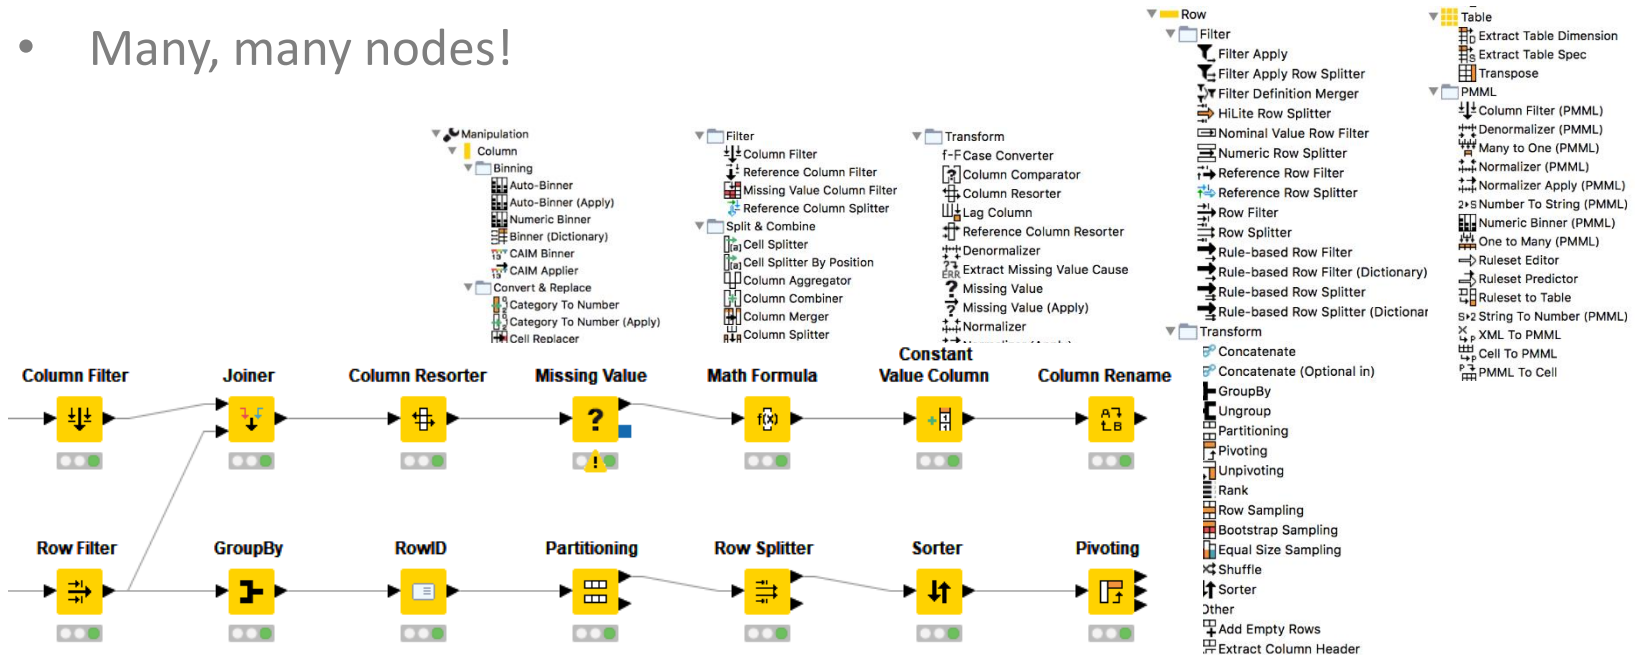 • Many, many nodes!
Manipulation
Column
Binning
Auto-Binner
Auto-Binner (Apply)
Numeric Binner
Binner (Dictionary)
CAIM Binner
CAIM Applier
Convert & Replace
Category To Number
Category To Number (Apply)
Cell Replacer
Filter
Column Filter
Reference Column Filter
Missing Value Column Filter
Reference Column Splitter
Split & Combine
Cell Splitter
Cell Splitter By Position
Column Aggregator
Column Combiner
Column Merger
Column Splitter
Transform
Case Converter
Column Comparator
Column Resorter
Lag Column
Reference Column Resorter
Denormalizer
Extract Missing Value Cause
Missing Value
Missing Value (Apply)
Normalizer
Row
Filter
Filter Apply
Filter Apply Row Splitter
Filter Definition Merger
HiLite Row Splitter
Nominal Value Row Filter
Numeric Row Splitter
Reference Row Filter
Reference Row Splitter
Row Filter
Row Splitter
Rule-based Row Filter
Rule-based Row Filter (Dictionary)
Rule-based Row Splitter
Rule-based Row Splitter (Dictionar
Transform
Concatenate
Concatenate (Optional in)
GroupBy
Ungroup
Partitioning
Pivoting
Unpivoting
Rank
Row Sampling
Bootstrap Sampling
Equal Size Sampling
Shuffle
Sorter
Other
Add Empty Rows
Extract Column Header
Table
Extract Table Dimension
Extract Table Spec
Transpose
PMML
Column Filter (PMML)
Denormalizer (PMML)
Many to One (PMML)
Normalizer (PMML)
Normalizer Apply (PMML)
Number To String (PMML)
Numeric Binner (PMML)
One to Many (PMML)
Ruleset Editor
Ruleset Predictor
Ruleset to Table
String To Number (PMML)
XML To PMML
Cell To PMML
PMML To Cell
Column Filter
Joiner
Column Resorter
Missing Value
Math Formula
Constant
Value Column
Column Rename
Row Filter
GroupBy
RowID
Partitioning
Row Splitter
Sorter
Pivoting